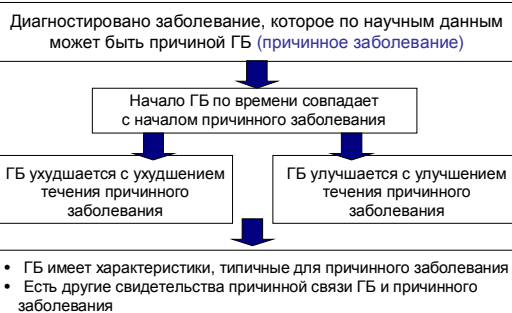 Диагностировано заболевание, которое по научным данным
может быть причиной ГБ (причинное заболевание)
Начало ГБ по времени совпадает
с началом причинного заболевания
ГБ ухудшается с ухудшением
течения причинного
заболевания
ГБ улучшается с улучшением
течения причинного
заболевания
• ГБ имеет характеристики, типичные для причинного заболевания
• Есть другие свидетельства причинной связи ГБ и причинного
заболевания